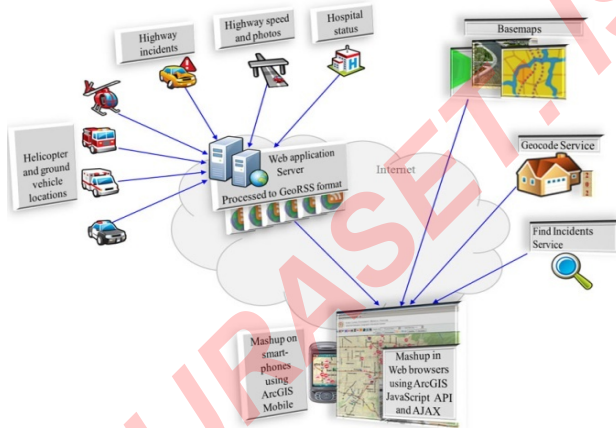 Highway
incidents
Highway speed
and photos
Hospital
status
Basemaps
Helicopter
and ground
vehicle
locations
Web application
Server
Processed to GeoRSS format
Internet
Geocode Service
Find Incidents
Service
Mashup on
smart-
phones
using
ArcGIS
Mobile
Mashup in
Web browsers
using ArcGIS
JavaScript API
and AJAX
H